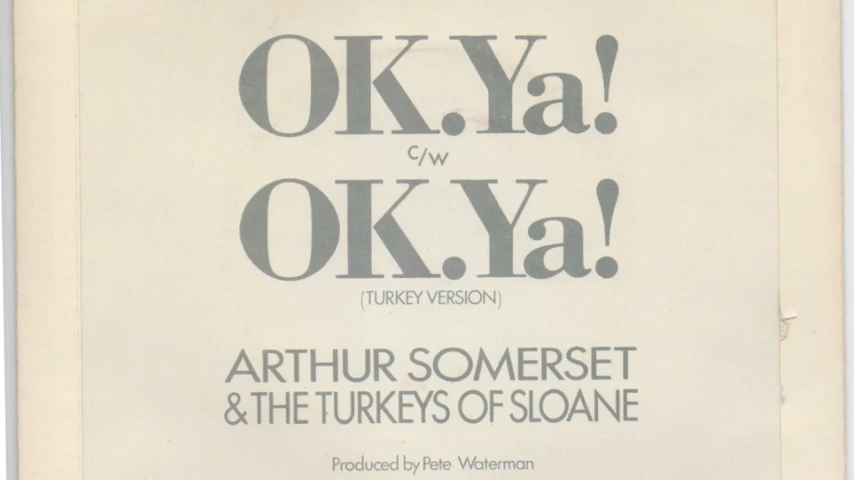 OK.Ya!
c/w
OK.Ya!
(TURKEY VERSION)
ARTHUR SOMERSET
& THE TURKEYS OF SLOANE
Produced by Pete Waterman